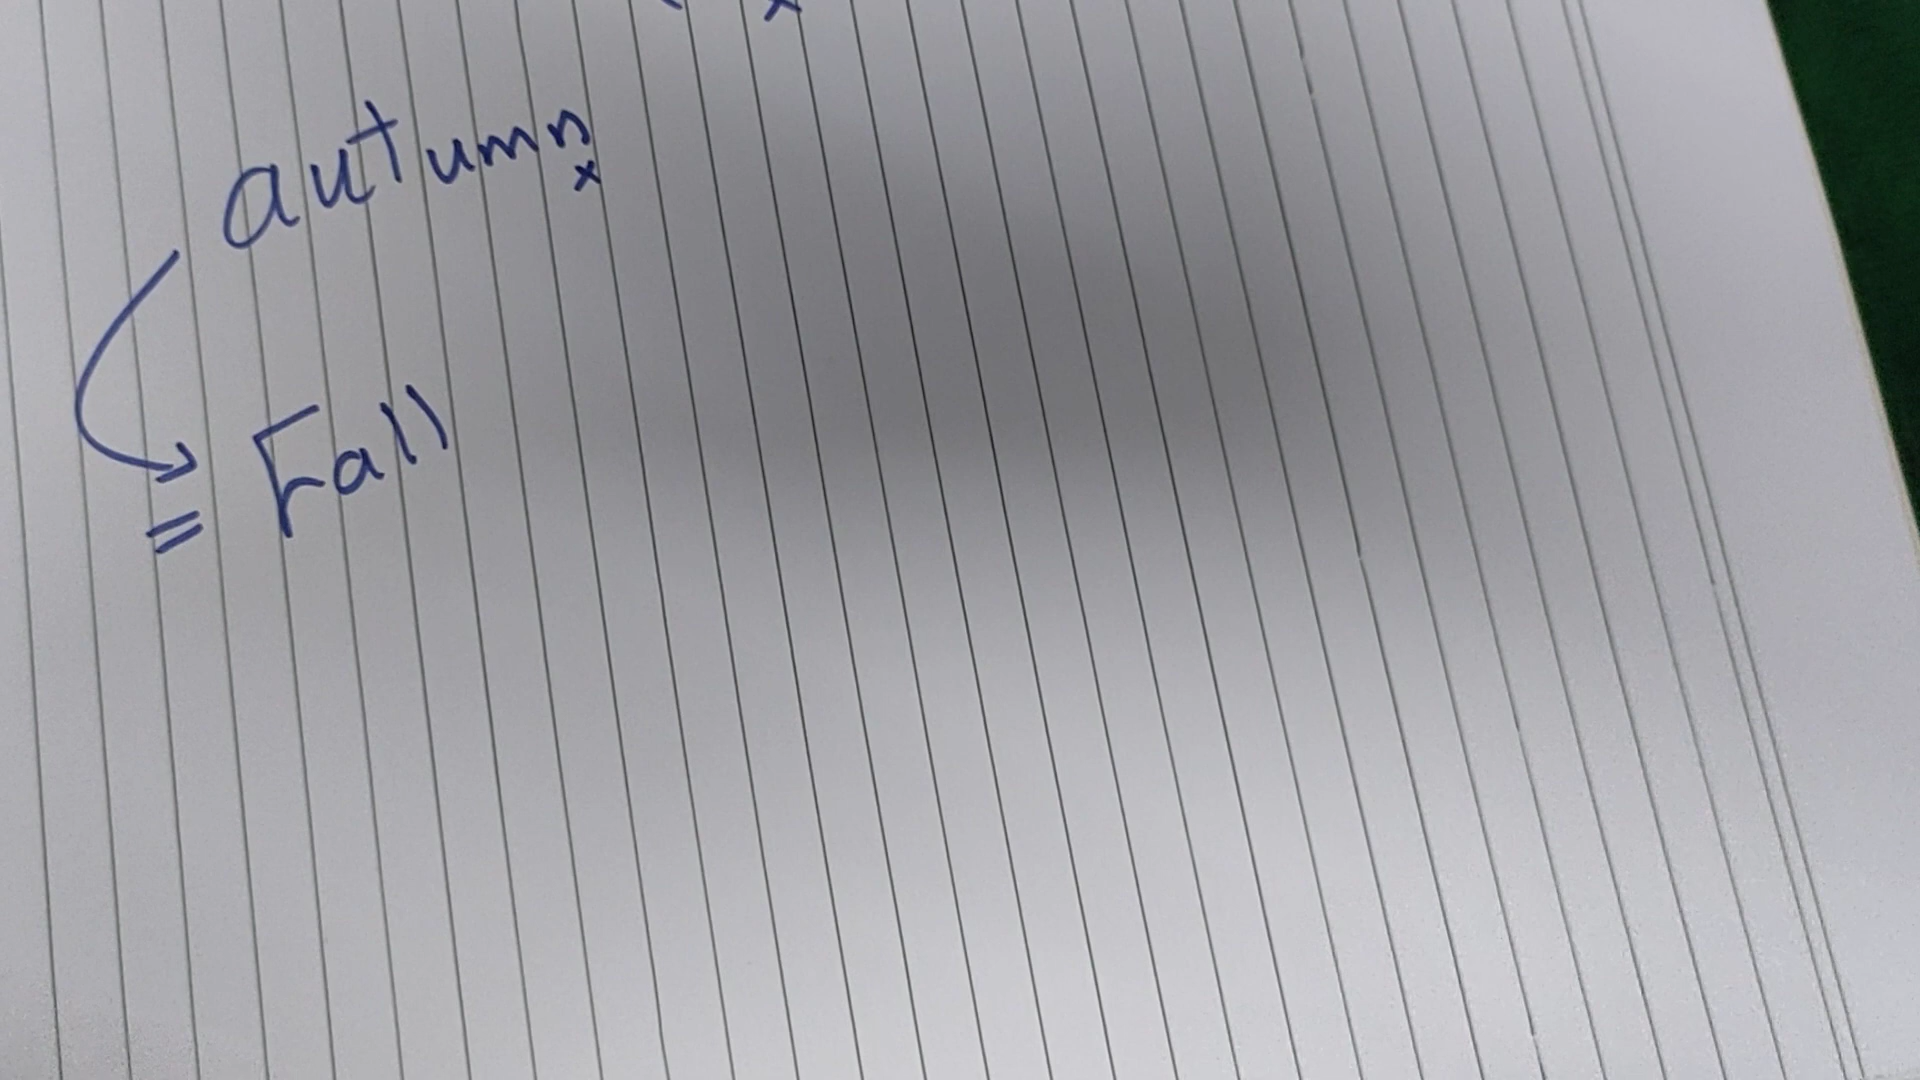 autumn
x
= Fall